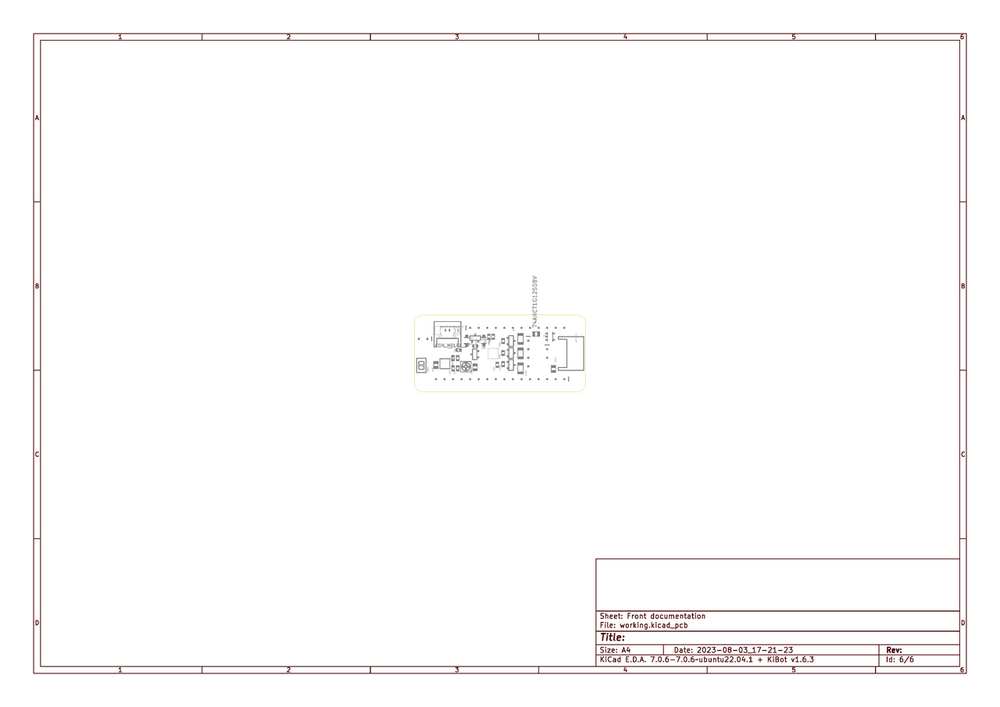 1 2 3 4 5 6
A A
74AHCT1G125DBV
B B
C C
Sheet: Front documentation
File: working.kicad_pcb
D D
Title:
Size: A4 Date: 2023-08-03_17-21-23 Rev:
KiCad E.D.A. 7.0.6-7.0.6~ubuntu22.04.1 + KiBot v1.6.3 Id: 6/6
1 2 3 4 5 6